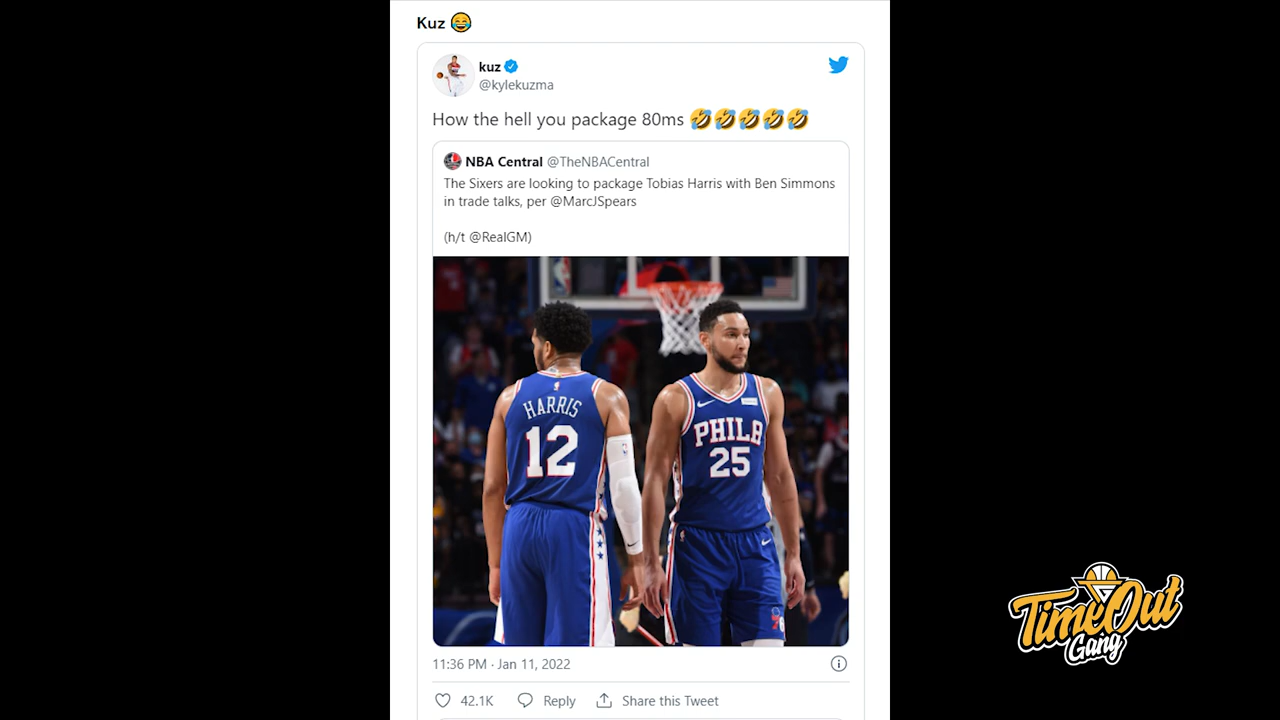 Kuz 😂
kuz
@kylekuzma
How the hell you package 80ms 🤣🤣🤣🤣🤣
NBA Central @TheNBACentral
The Sixers are looking to package Tobias Harris with Ben Simmons
in trade talks, per @MarcJSpears
(h/t @RealGM)
HARRIS
12
PHILA
25
11:36 PM · Jan 11, 2022
42.1K Reply Share this Tweet
TimeOut
Gang